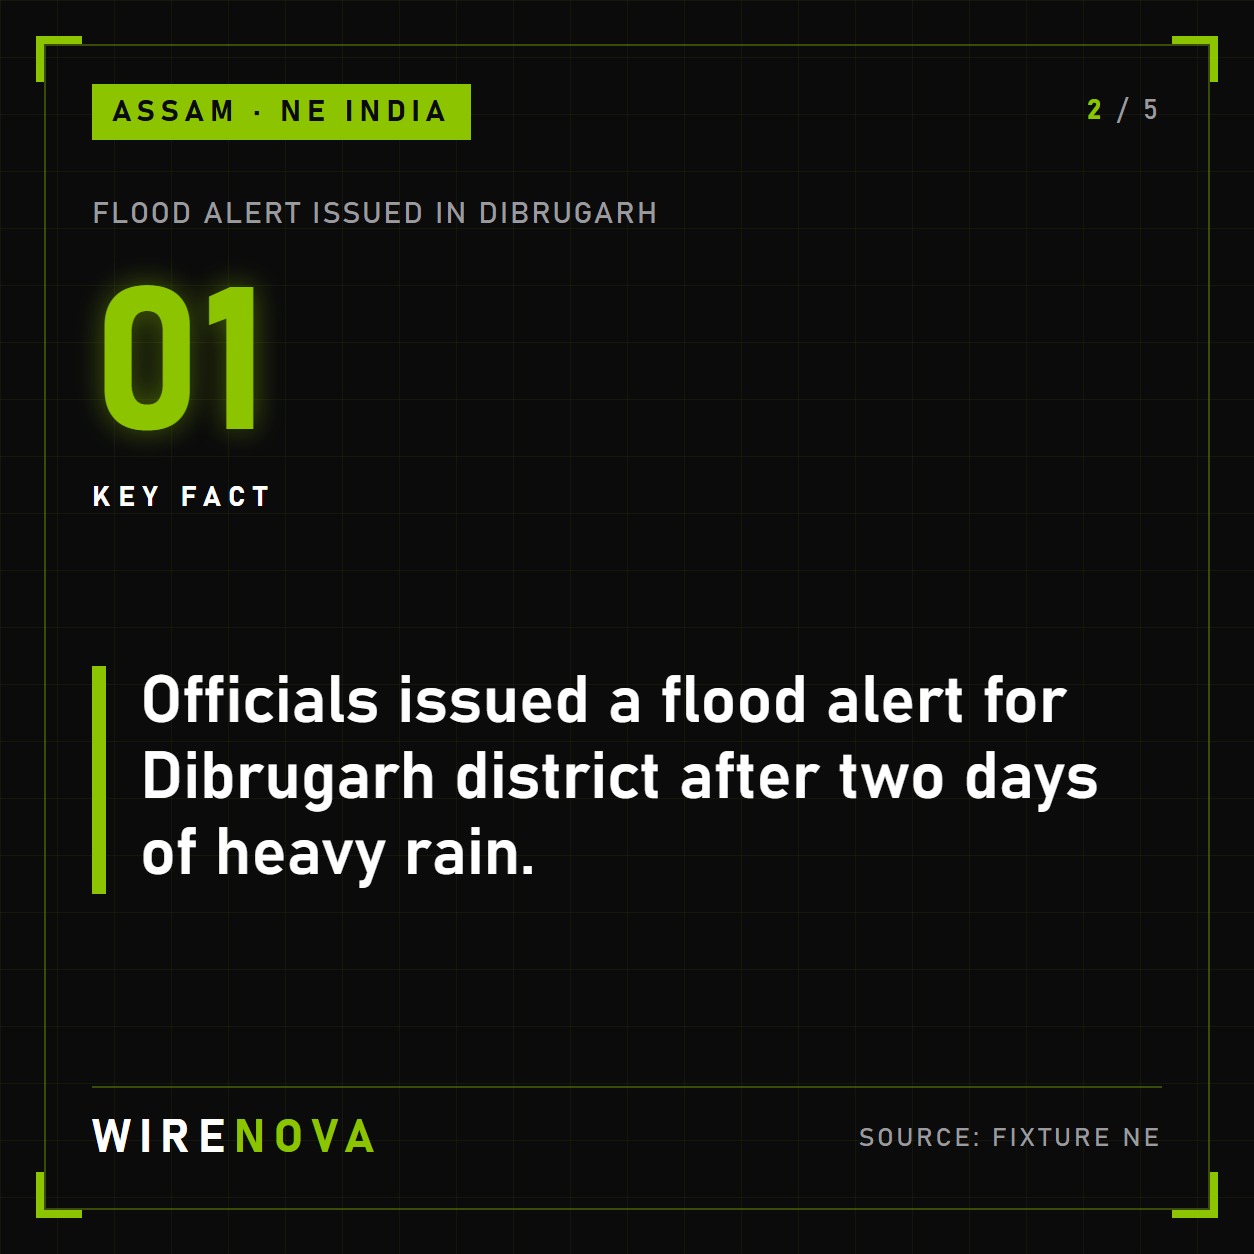 ASSAM · NE INDIA
2 / 5
FLOOD ALERT ISSUED IN DIBRUGARH
01
KEY FACT
Officials issued a flood alert for
Dibrugarh district after two days
of heavy rain.
WIRENOVA
SOURCE: FIXTURE NE